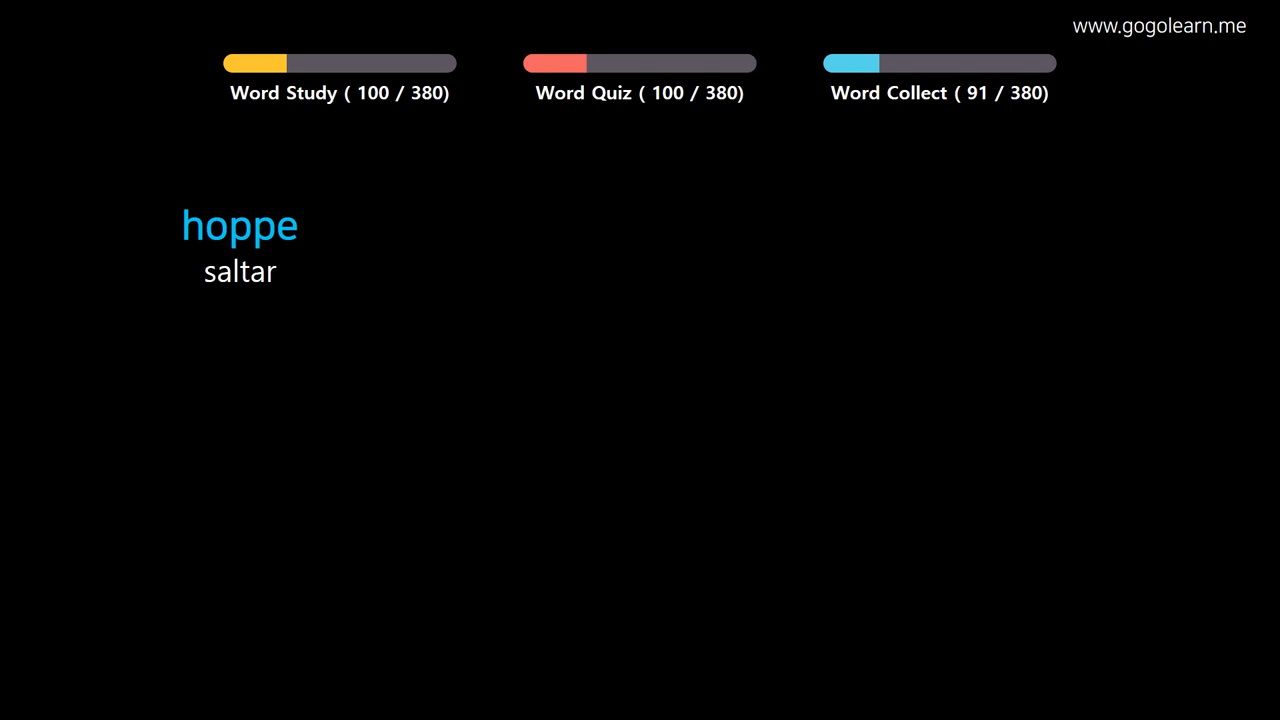 www.gogolearn.me
Word Study ( 100 / 380)
Word Quiz ( 100 / 380)
Word Collect ( 91 / 380)
hoppe
saltar